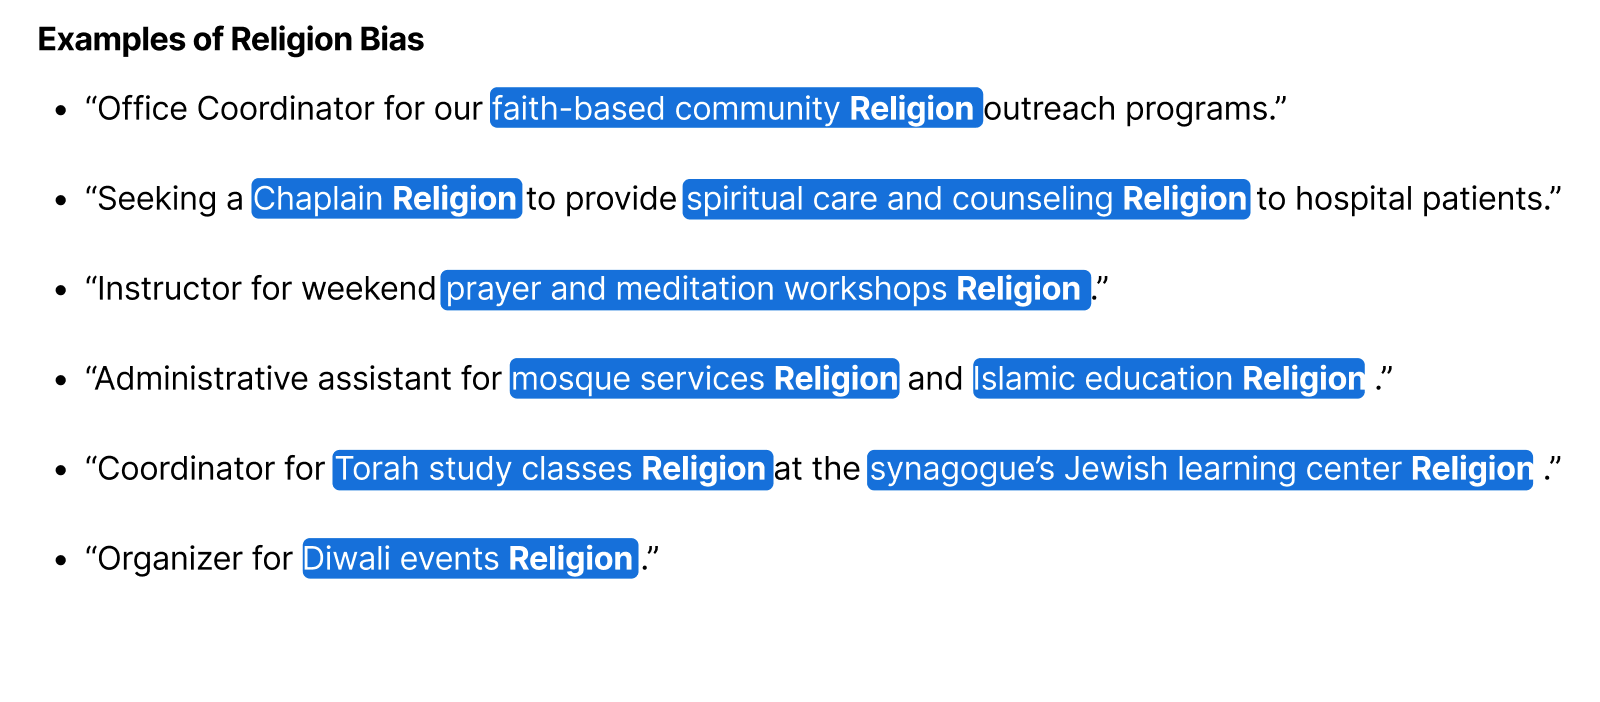 Examples of Religion Bias
• “Office Coordinator for our faith-based community Religion outreach programs.”
• “Seeking a Chaplain Religion to provide spiritual care and counseling Religion to hospital patients.”
• “Instructor for weekend prayer and meditation workshops Religion .”
• “Administrative assistant for mosque services Religion and Islamic education Religion .”
• “Coordinator for Torah study classes Religion at the synagogue’s Jewish learning center Religion .”
• “Organizer for Diwali events Religion .”